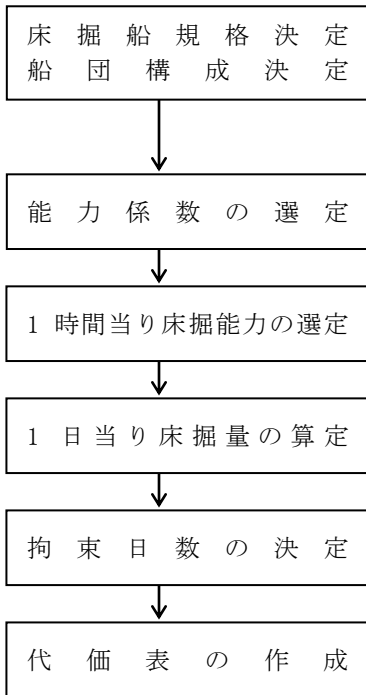 床掘船規格決定
船団構成決定
能力係数の選定
1 時間当り床掘能力の選定
1 日当り床掘量の算定
拘束日数の決定
代価表の作成